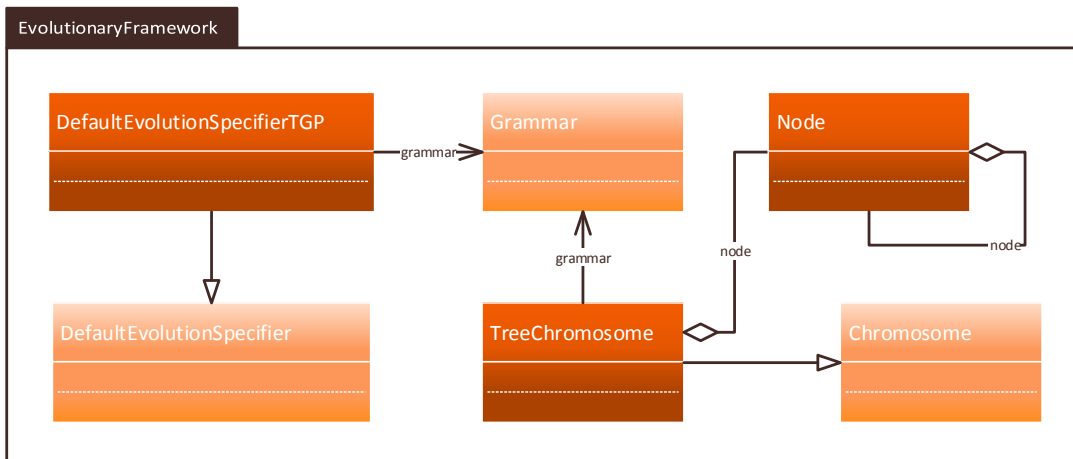 EvolutionaryFramework
DefaultEvolutionSpecifierTGP
grammar
Grammar
Node
node
grammar
node
DefaultEvolutionSpecifier
TreeChromosome
Chromosome